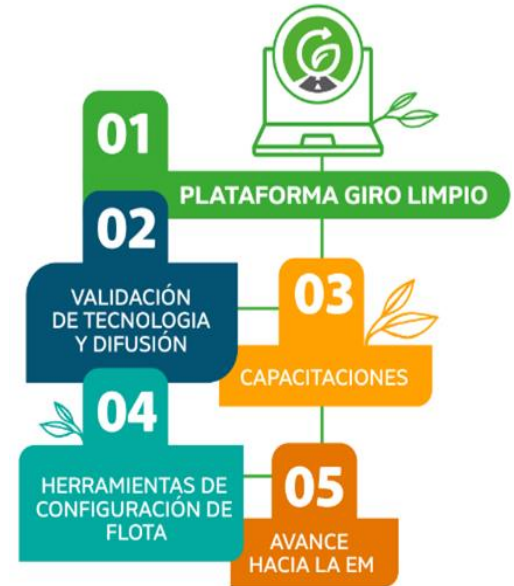 01
PLATAFORMA GIRO LIMPIO
02
VALIDACIÓN
DE TECNOLOGIA
Y DIFUSIÓN
03
CAPACITACIONES
04
HERRAMIENTAS DE
CONFIGURACIÓN DE
FLOTA
05
AVANCE
HACIA LA EM